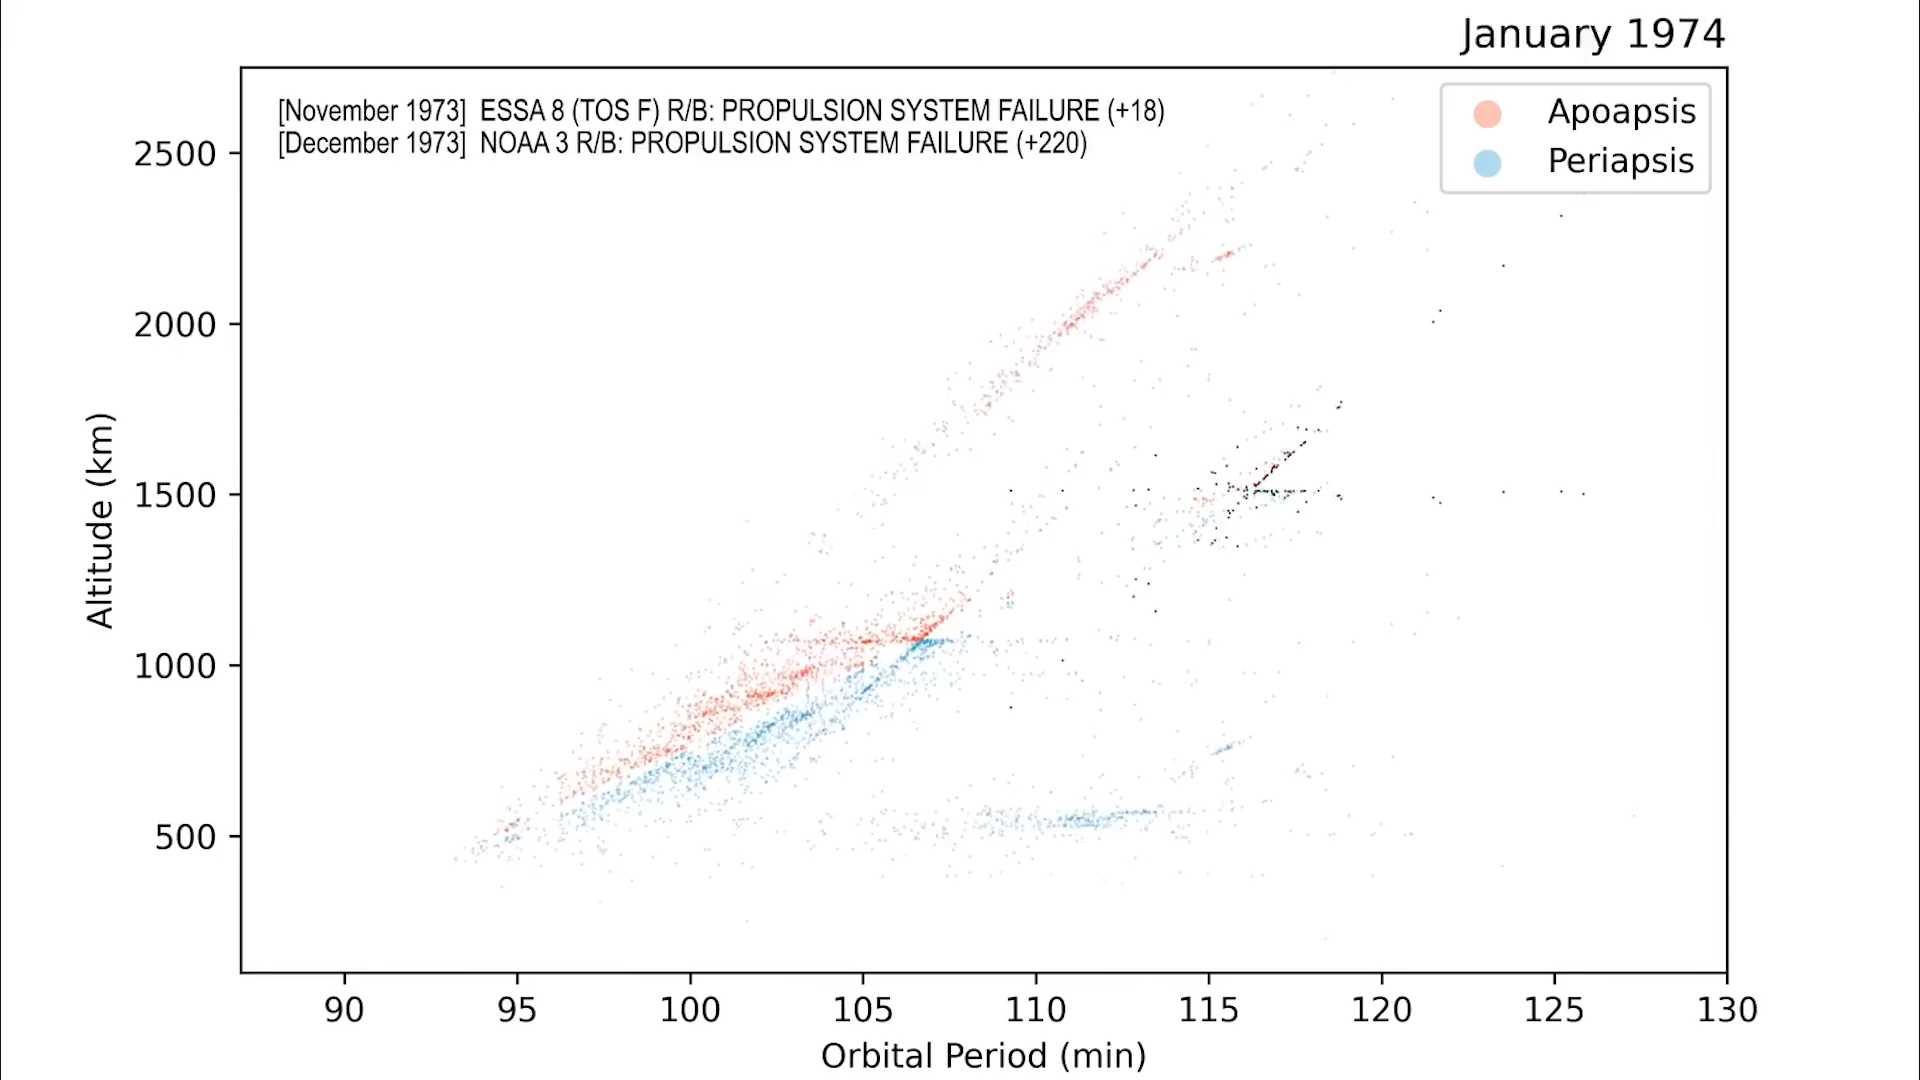 January 1974
[November 1973] ESSA 8 (TOS F) R/B: PROPULSION SYSTEM FAILURE (+18)
[December 1973] NOAA 3 R/B: PROPULSION SYSTEM FAILURE (+220)
Apoapsis
Periapsis
Altitude (km)
2500
2000
1500
1000
500
90 95 100 105 110 115 120 125 130
Orbital Period (min)